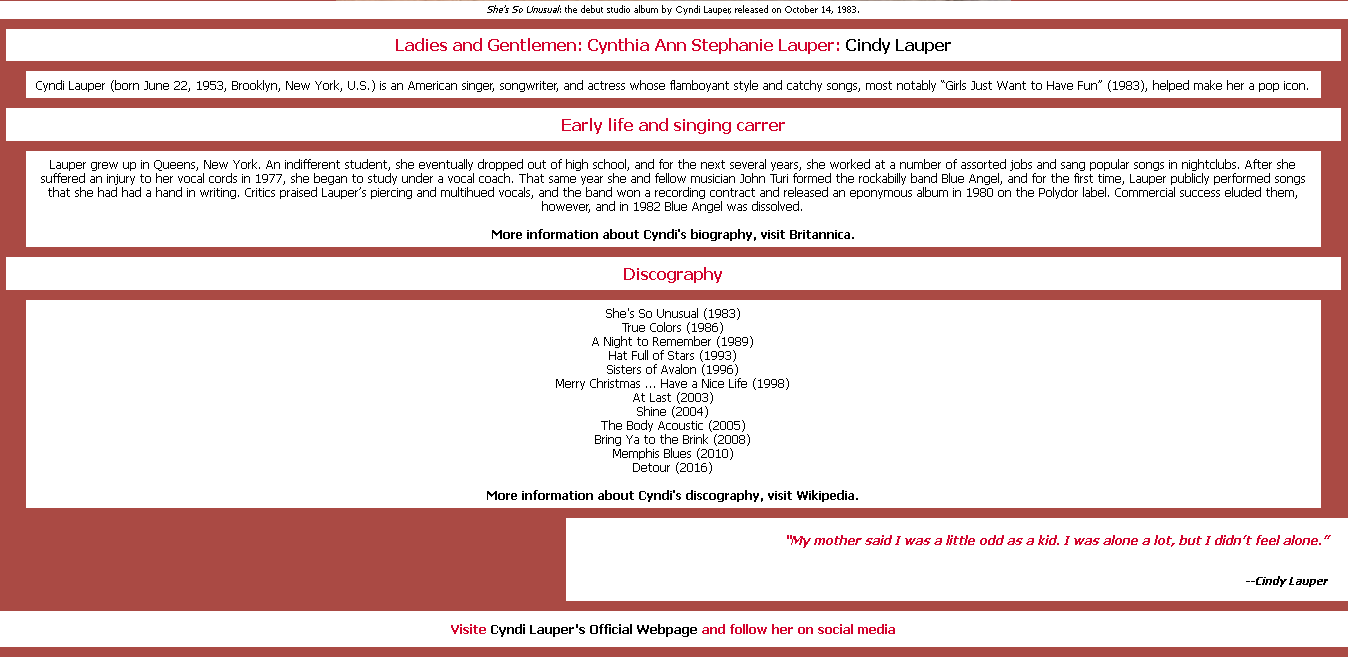 She's So Unusual: the debut studio album by Cyndi Lauper, released on October 14, 1983.
Ladies and Gentlemen: Cynthia Ann Stephanie Lauper: Cindy Lauper
Cyndi Lauper (born June 22, 1953, Brooklyn, New York, U.S.) is an American singer, songwriter, and actress whose flamboyant style and catchy songs, most notably “Girls Just Want to Have Fun” (1983), helped make her a pop icon.
Early life and singing carrer
Lauper grew up in Queens, New York. An indifferent student, she eventually dropped out of high school, and for the next several years, she worked at a number of assorted jobs and sang popular songs in nightclubs. After she
suffered an injury to her vocal cords in 1977, she began to study under a vocal coach. That same year she and fellow musician John Turi formed the rockabilly band Blue Angel, and for the first time, Lauper publicly performed songs
that she had had a hand in writing. Critics praised Lauper’s piercing and multihued vocals, and the band won a recording contract and released an eponymous album in 1980 on the Polydor label. Commercial success eluded them,
however, and in 1982 Blue Angel was dissolved.
More information about Cyndi's biography, visit Britannica.
Discography
She's So Unusual (1983)
True Colors (1986)
A Night to Remember (1989)
Hat Full of Stars (1993)
Sisters of Avalon (1996)
Merry Christmas ... Have a Nice Life (1998)
At Last (2003)
Shine (2004)
The Body Acoustic (2005)
Bring Ya to the Brink (2008)
Memphis Blues (2010)
Detour (2016)
More information about Cyndi's discography, visit Wikipedia.
“My mother said I was a little odd as a kid. I was alone a lot, but I didn’t feel alone.”
--Cindy Lauper
Visite Cyndi Lauper's Official Webpage and follow her on social media